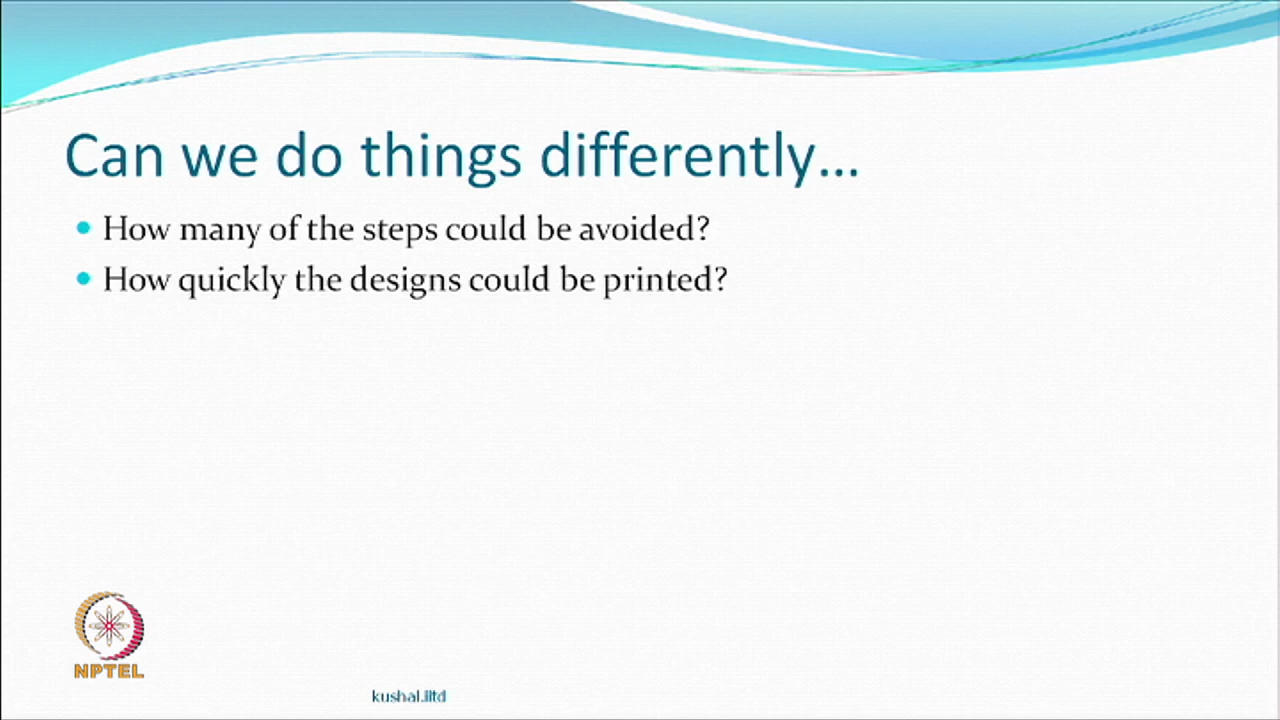 Can we do things differently...
How many of the steps could be avoided?
How quickly the designs could be printed?
NPTEL
kushal.iitd